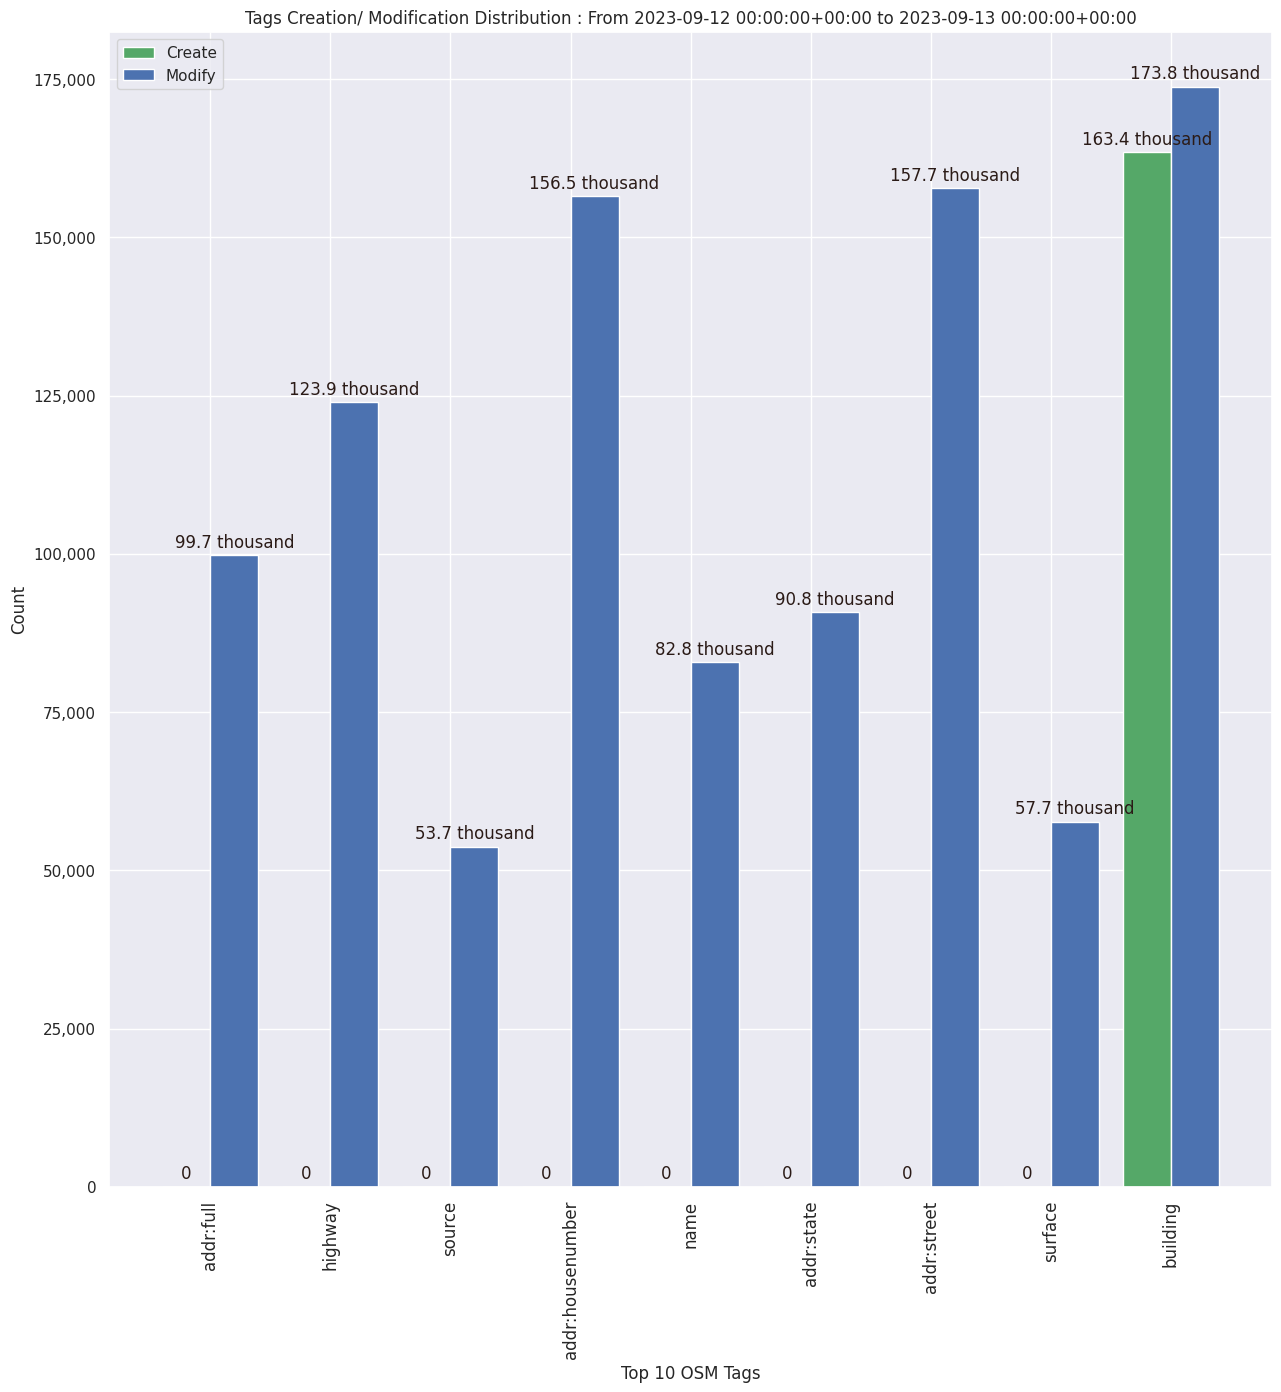 Tags Creation/ Modification Distribution : From 2023-09-12 00:00:00+00:00 to 2023-09-13 00:00:00+00:00
Create
Modify
175,000
150,000
125,000
100,000
75,000
50,000
25,000
0
Count
99.7 thousand
123.9 thousand
53.7 thousand
156.5 thousand
82.8 thousand
90.8 thousand
157.7 thousand
57.7 thousand
163.4 thousand
173.8 thousand
0
0
0
0
0
0
0
0
addr:full
highway
source
addr:housenumber
name
addr:state
addr:street
surface
building
Top 10 OSM Tags